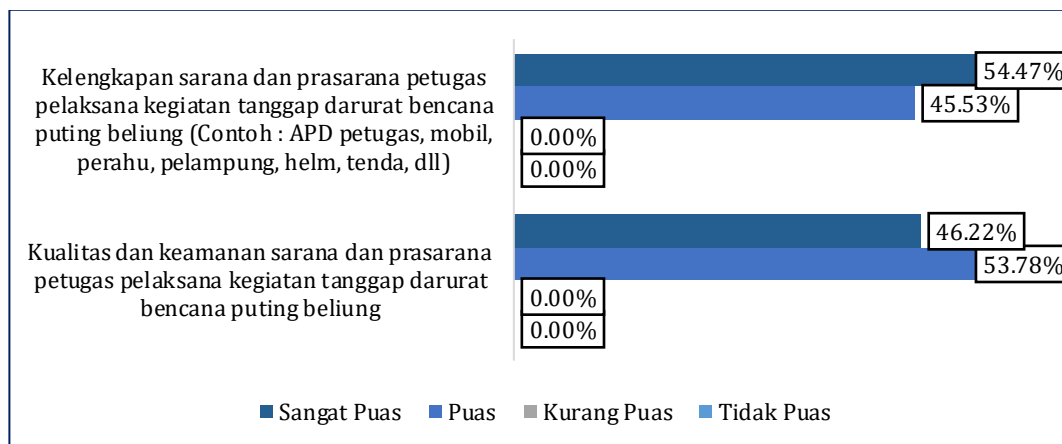 Kelengkapan sarana dan prasarana petugas
pelaksana kegiatan tanggap darurat bencana
puting beliung (Contoh : APD petugas, mobil,
perahu, pelampung, helm, tenda, dll)
54.47%
45.53%
0.00%
0.00%
Kualitas dan keamanan sarana dan prasarana
petugas pelaksana kegiatan tanggap darurat
bencana puting beliung
46.22%
53.78%
0.00%
0.00%
Sangat Puas Puas Kurang Puas Tidak Puas